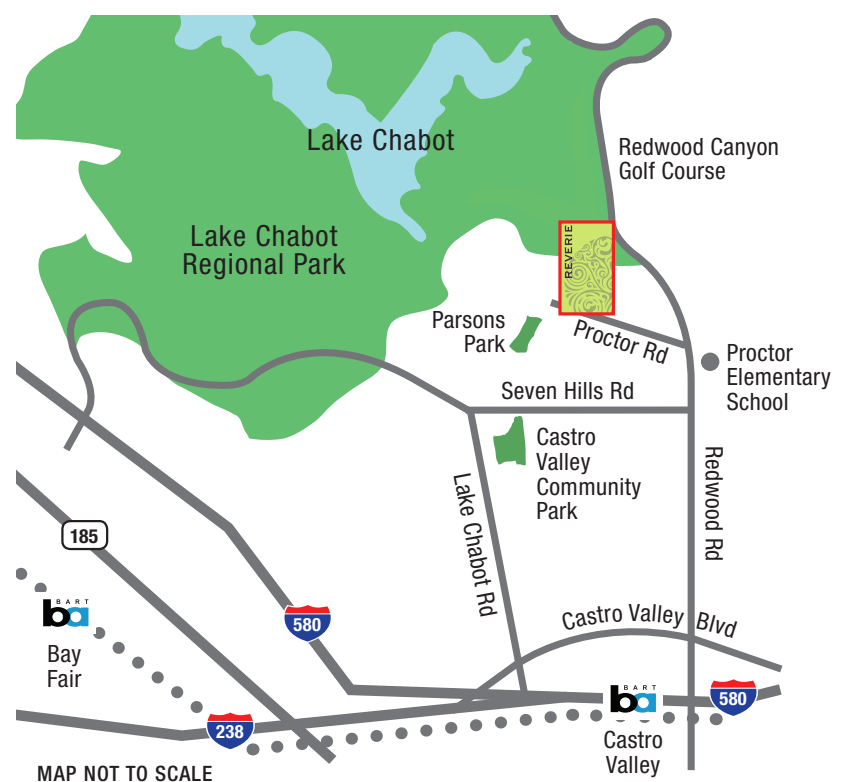 Lake Chabot
Redwood Canyon
Golf Course
Lake Chabot
Regional Park
REVERIE
Parsons
Park
Proctor Rd
Proctor
Elementary
School
Seven Hills Rd
Castro
Valley
Community
Park
Lake Chabot Rd
Redwood Rd
185
BART
ba
Bay
Fair
580
Castro Valley Blvd
BART
ba
580
238
Castro
Valley
MAP NOT TO SCALE